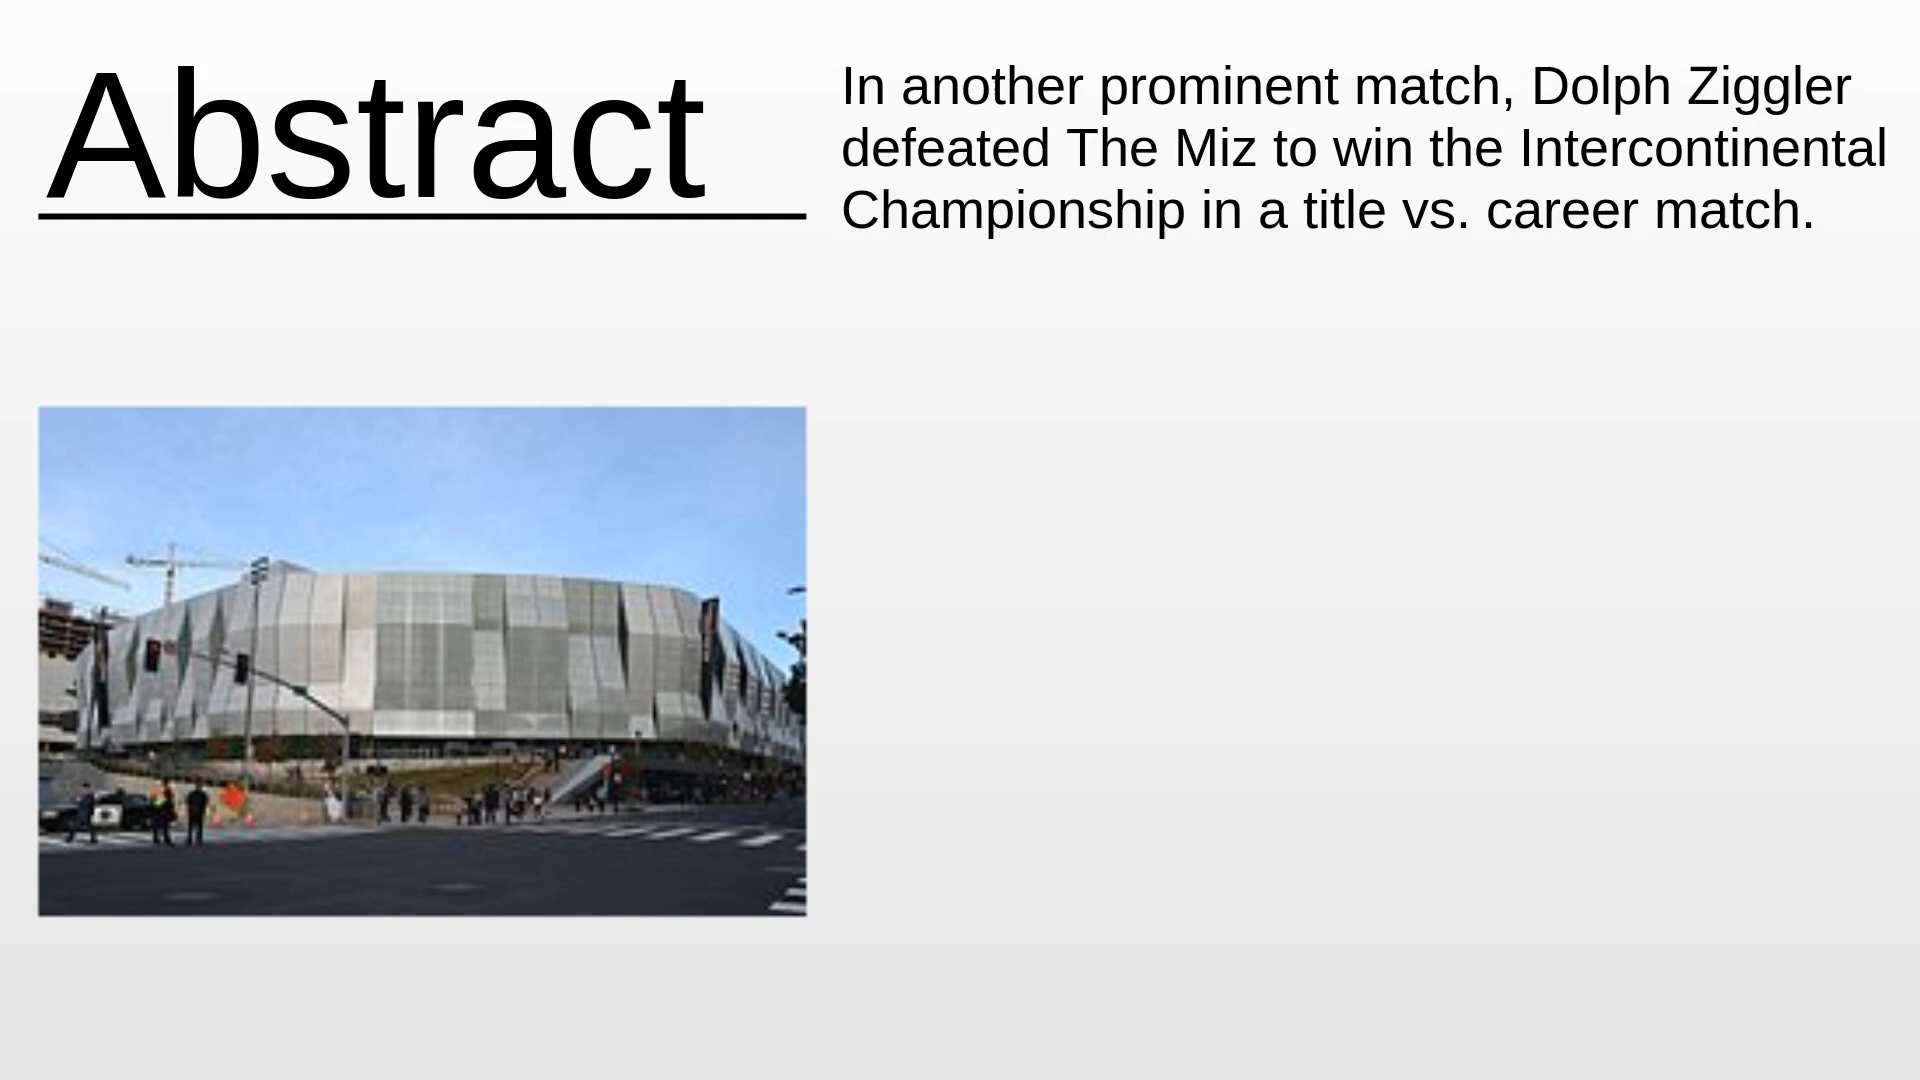 Abstract
In another prominent match, Dolph Ziggler
defeated The Miz to win the Intercontinental
Championship in a title vs. career match.